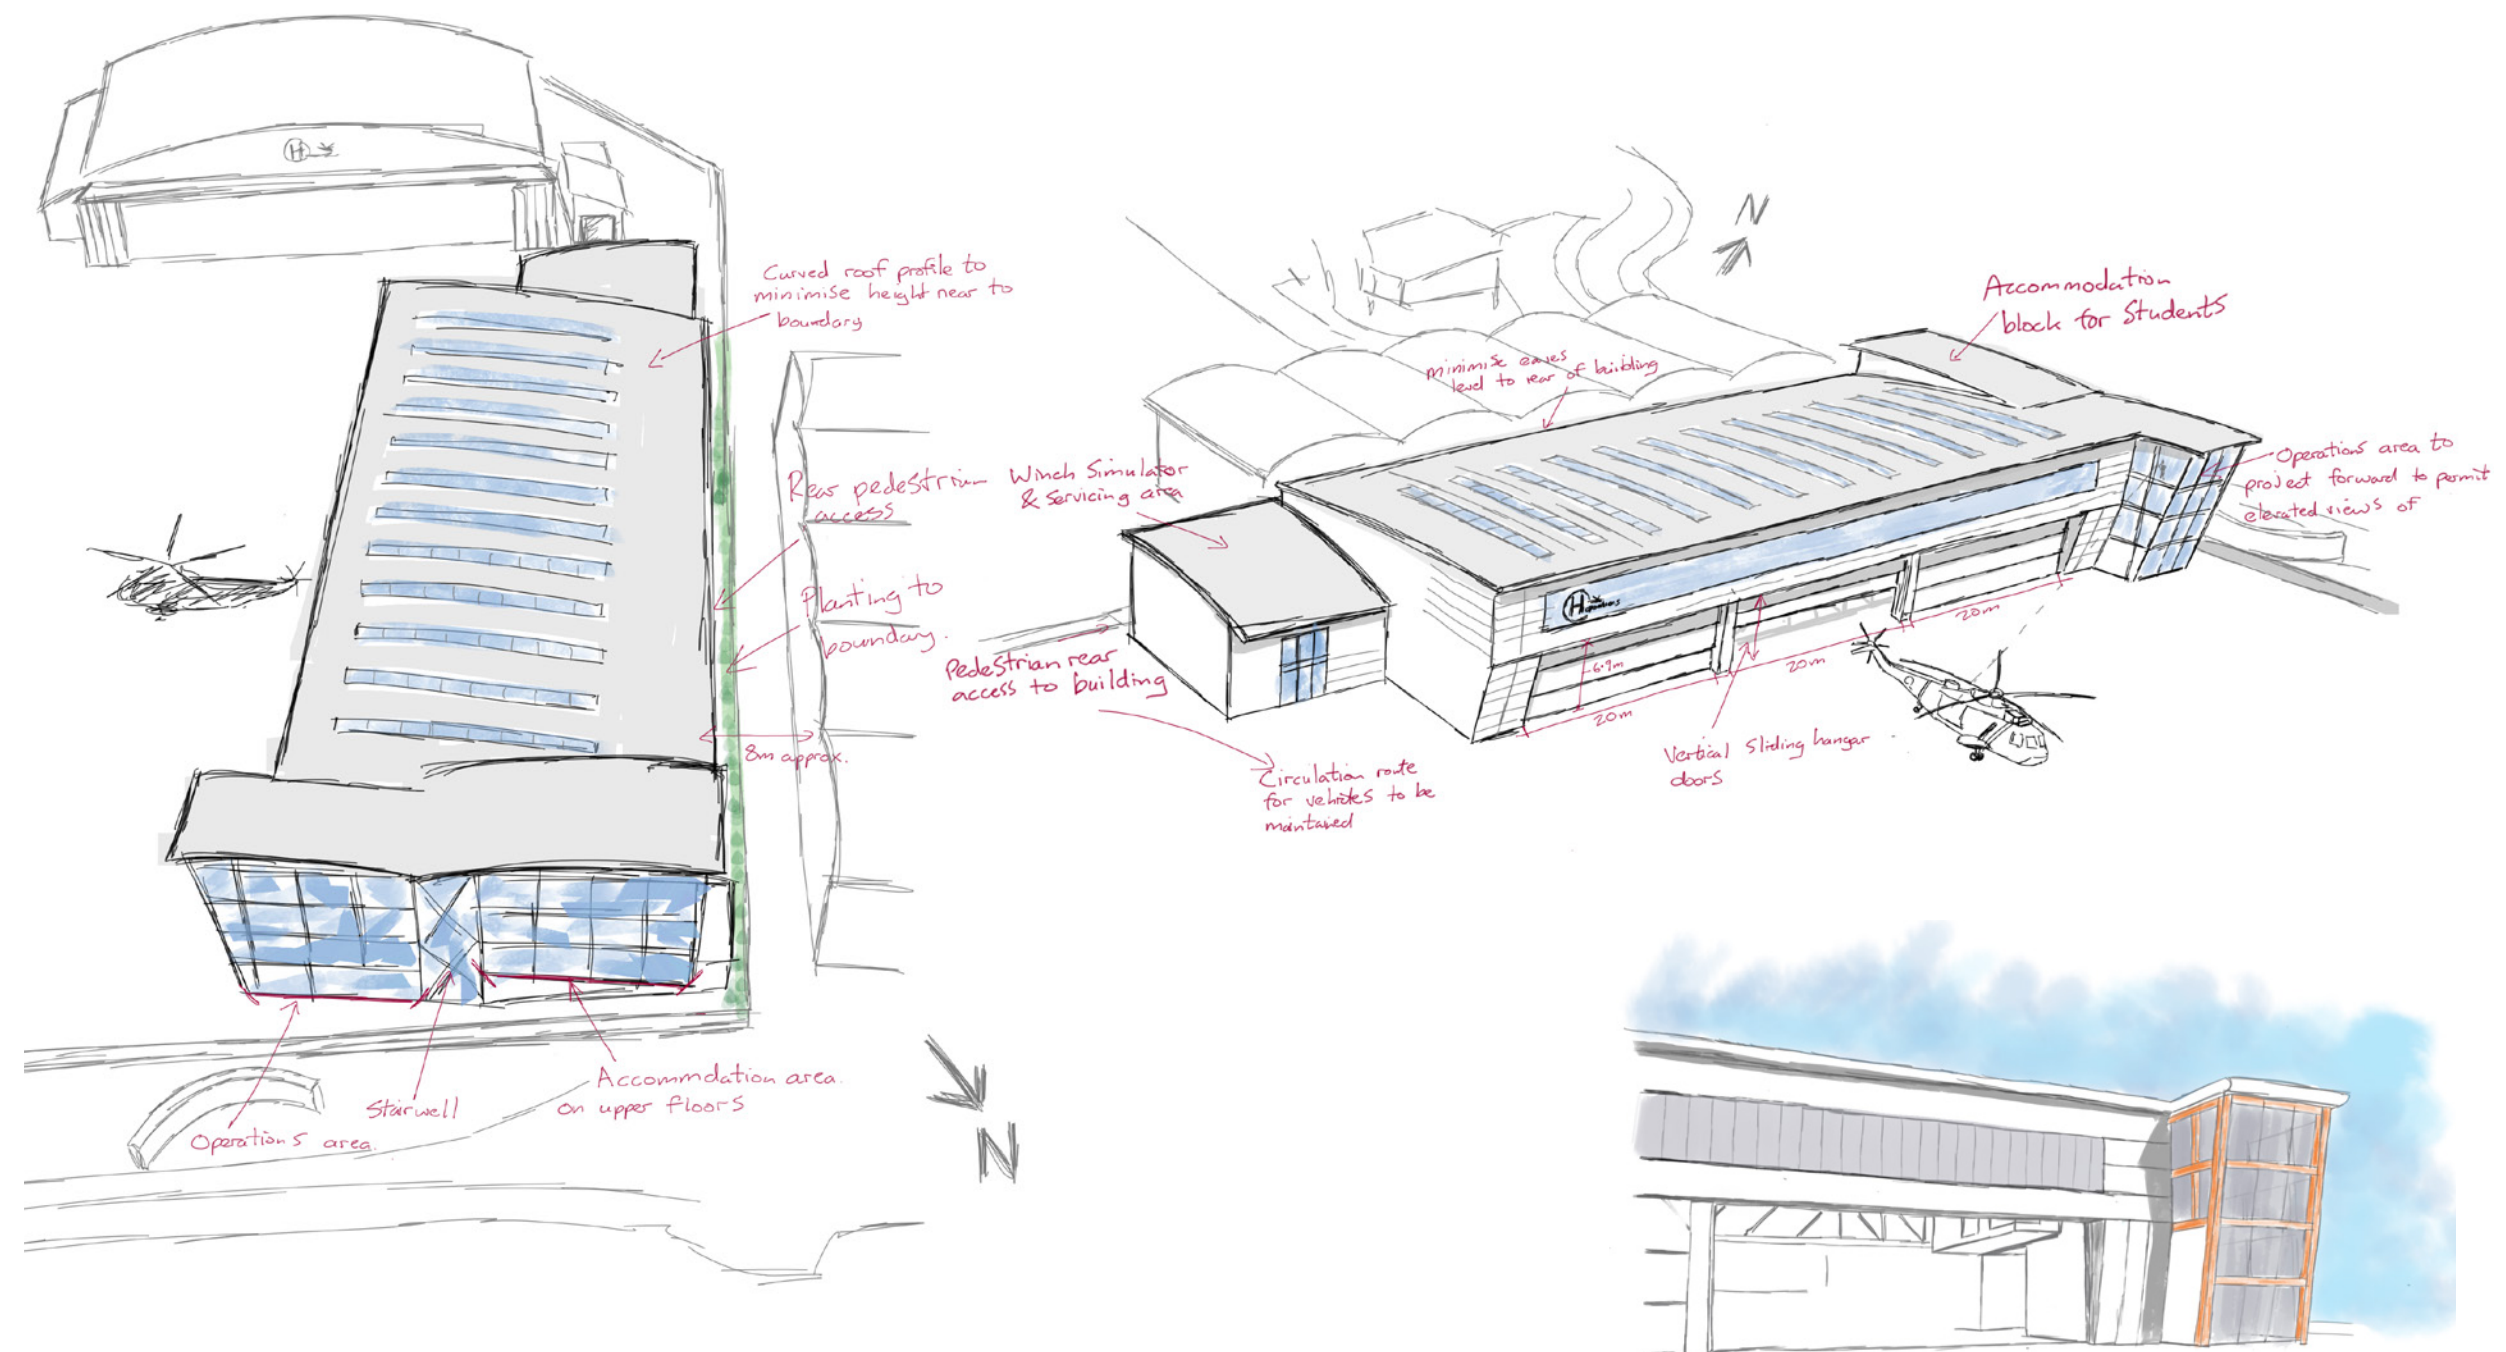 H
Curved roof profile to
minimise height near to
boundary
Rear pedestrian
access
Planting to
boundary.
8m approx.
Operations area.
Stairwell
Accommdation area.
on upper floors
N
N
Accommodation
block for Students
minimise eaves
level to rear of building
Winch Simulator
& servicing area
Operations area to
project forward to permit
elevated views of
Pedestrian rear
access to building
Circulation route
for vehicles to be
maintained
H
6.9m
20m
20m
20m
Vertical Sliding hangar
doors